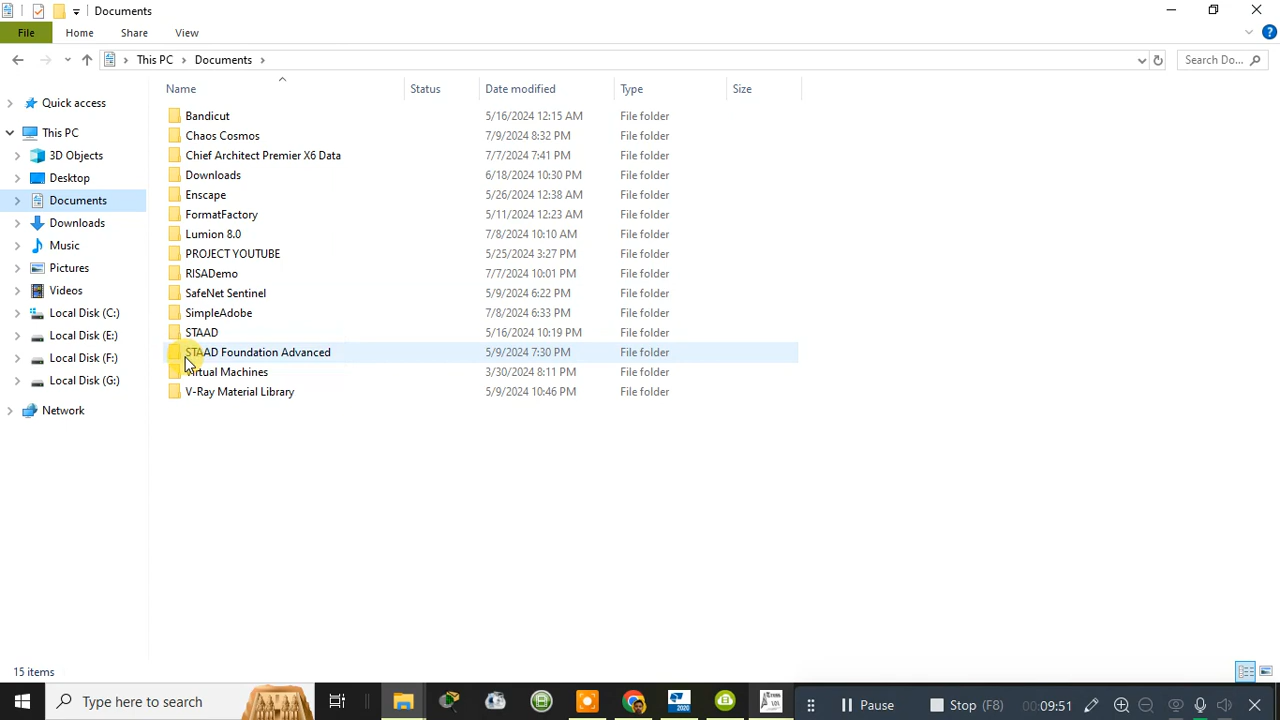 Documents
File Home Share View
This PC Documents Search Do...
Name Status Date modified Type Size
Quick access
This PC
3D Objects
Desktop
Documents
Downloads
Music
Pictures
Videos
Local Disk (C:)
Local Disk (E:)
Local Disk (F:)
Local Disk (G:)
Network
Bandicut 5/16/2024 12:15 AM File folder
Chaos Cosmos 7/9/2024 8:32 PM File folder
Chief Architect Premier X6 Data 7/7/2024 7:41 PM File folder
Downloads 6/18/2024 10:30 PM File folder
Enscape 5/26/2024 12:38 AM File folder
FormatFactory 5/11/2024 12:23 AM File folder
Lumion 8.0 7/8/2024 10:10 AM File folder
PROJECT YOUTUBE 5/25/2024 3:27 PM File folder
RISADemo 7/7/2024 10:01 PM File folder
SafeNet Sentinel 5/9/2024 6:22 PM File folder
SimpleAdobe 7/8/2024 6:33 PM File folder
STAAD 5/16/2024 10:19 PM File folder
STAAD Foundation Advanced 5/9/2024 7:30 PM File folder
Virtual Machines 3/30/2024 8:11 PM File folder
V-Ray Material Library 5/9/2024 10:46 PM File folder
15 items
Type here to search 2020 Pause Stop (F8) 00:09:51